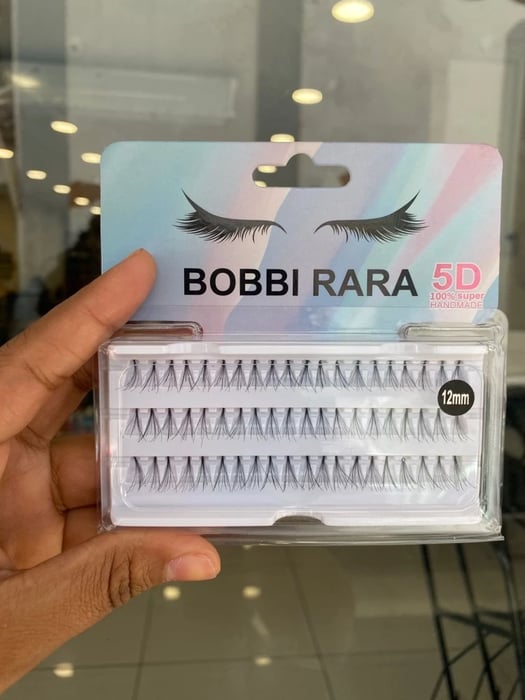 BOBBI RARA
5D
100% super
HANDMADE
12mm